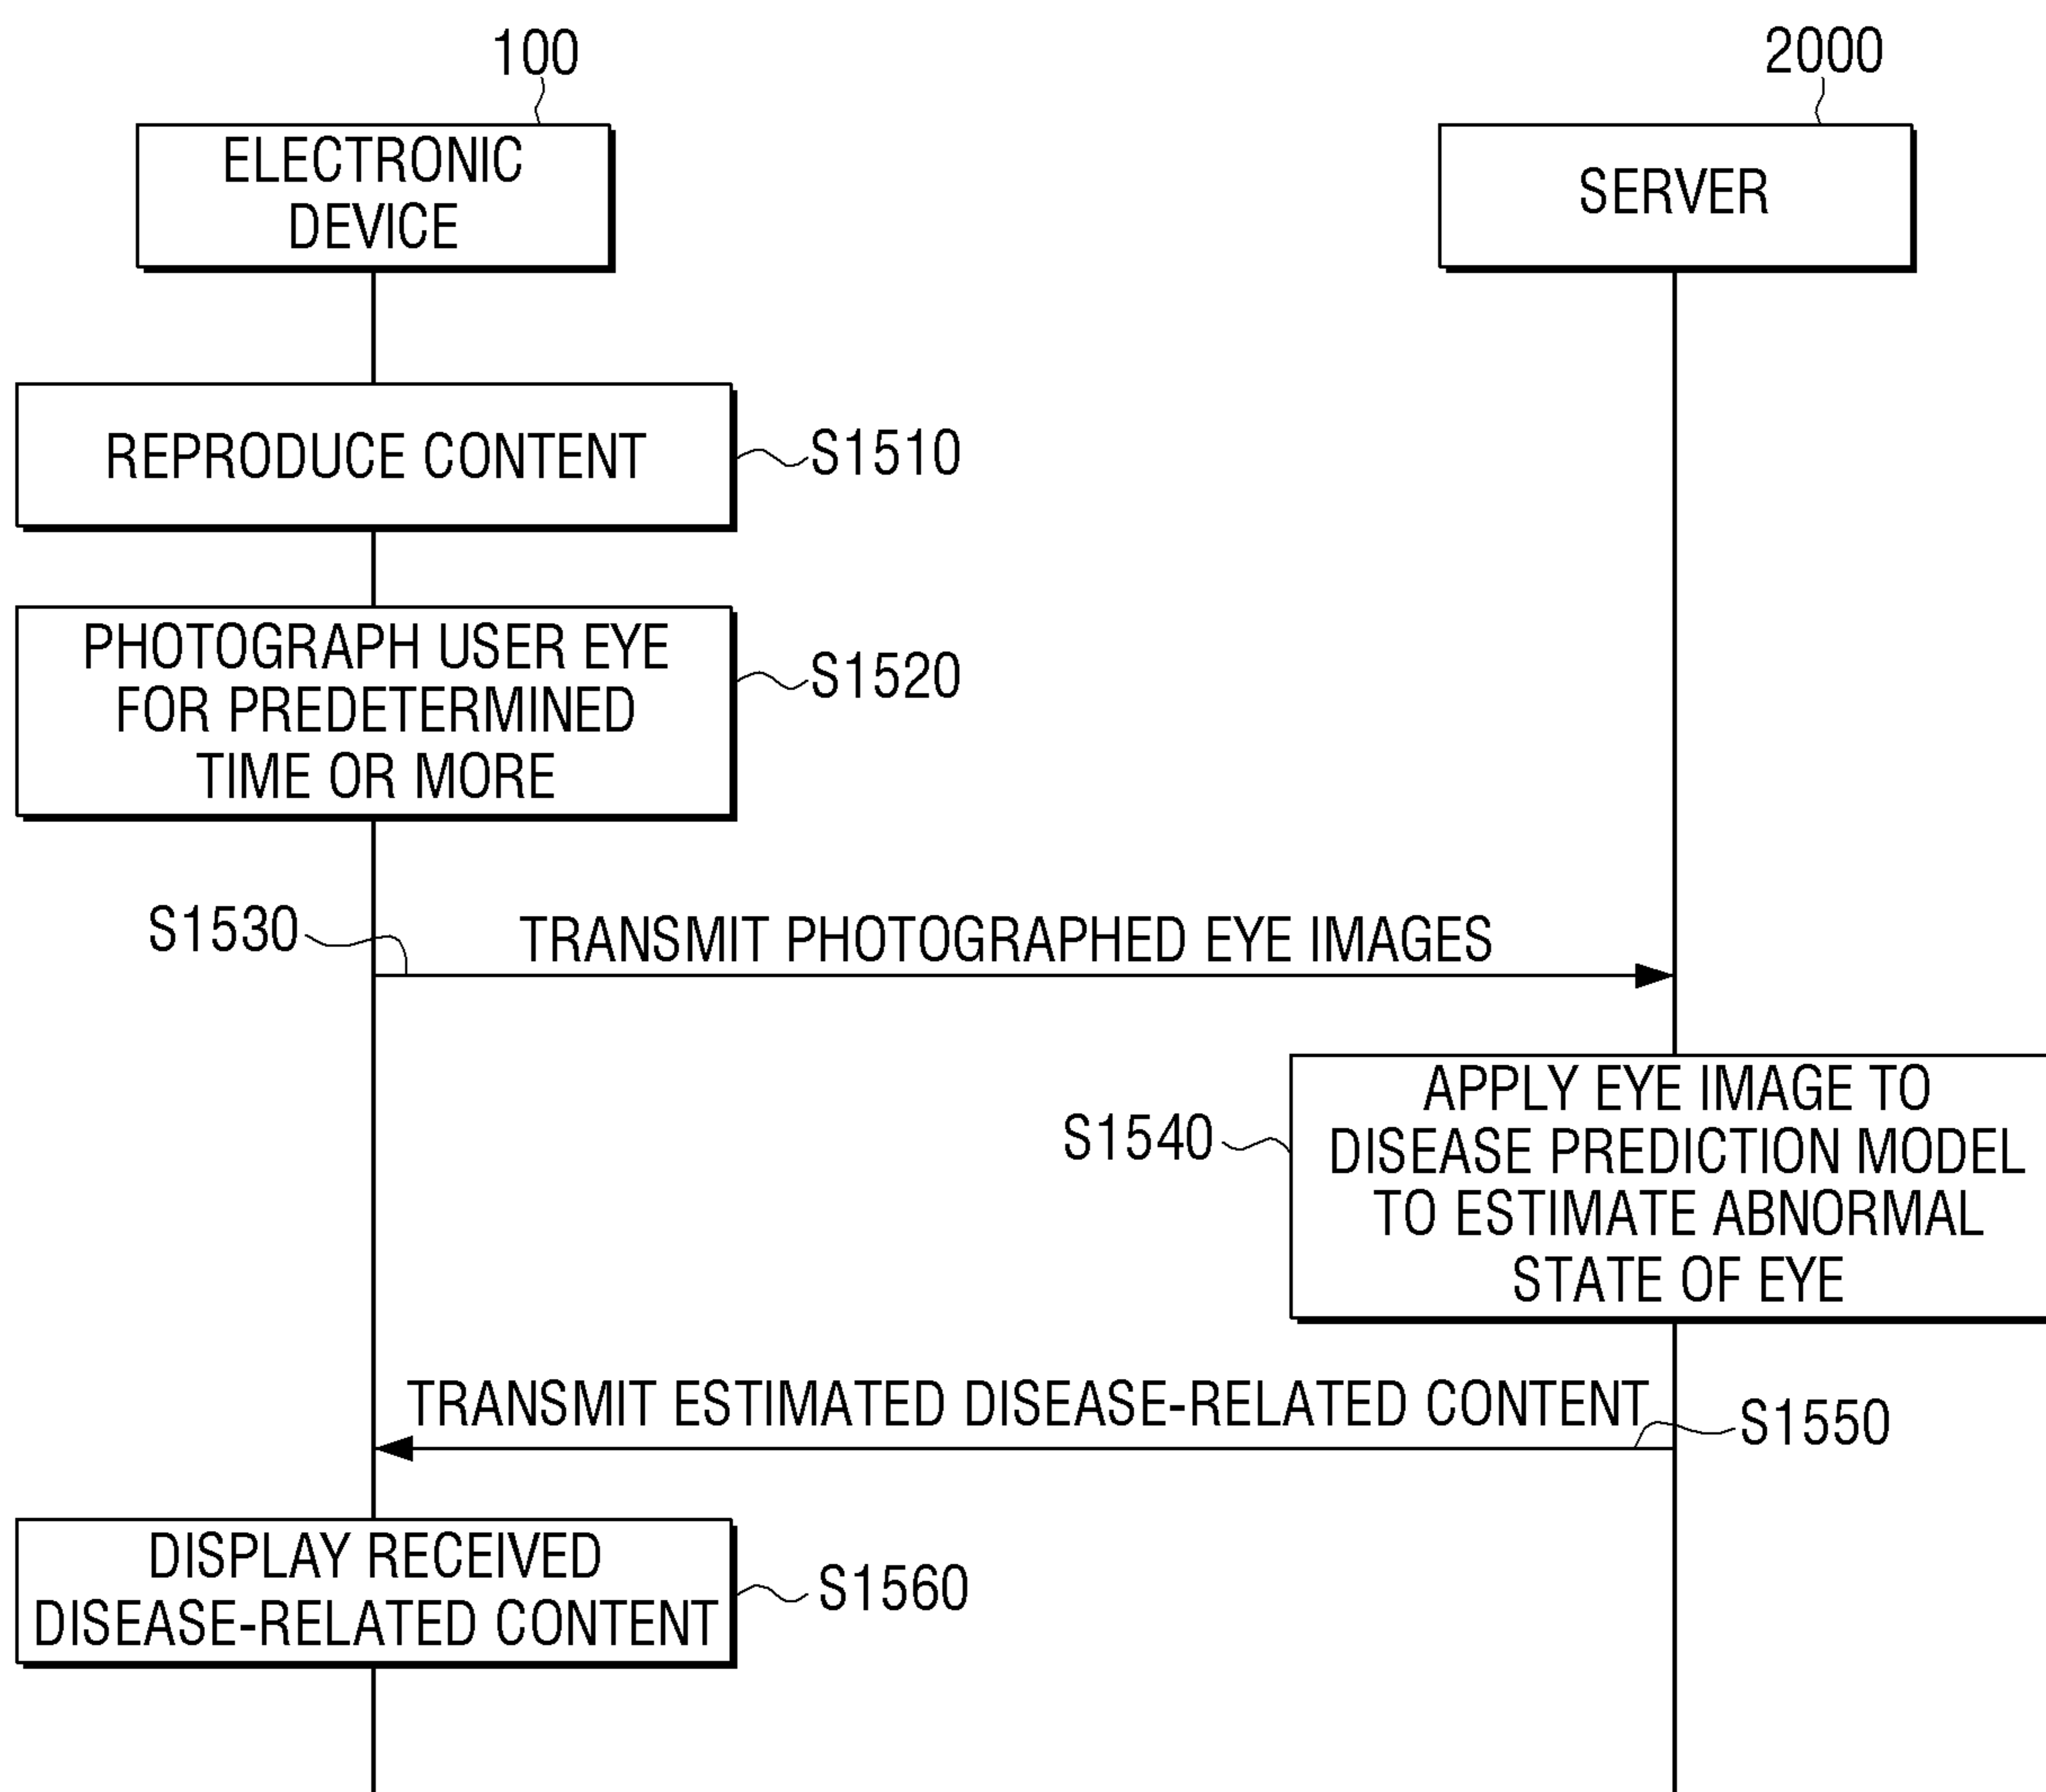 100
2000
ELECTRONIC
DEVICE
SERVER
REPRODUCE CONTENT
S1510
PHOTOGRAPH USER EYE
FOR PREDETERMINED
TIME OR MORE
S1520
S1530
TRANSMIT PHOTOGRAPHED EYE IMAGES
S1540
APPLY EYE IMAGE TO
DISEASE PREDICTION MODEL
TO ESTIMATE ABNORMAL
STATE OF EYE
TRANSMIT ESTIMATED DISEASE-RELATED CONTENT
S1550
DISPLAY RECEIVED
DISEASE-RELATED CONTENT
S1560